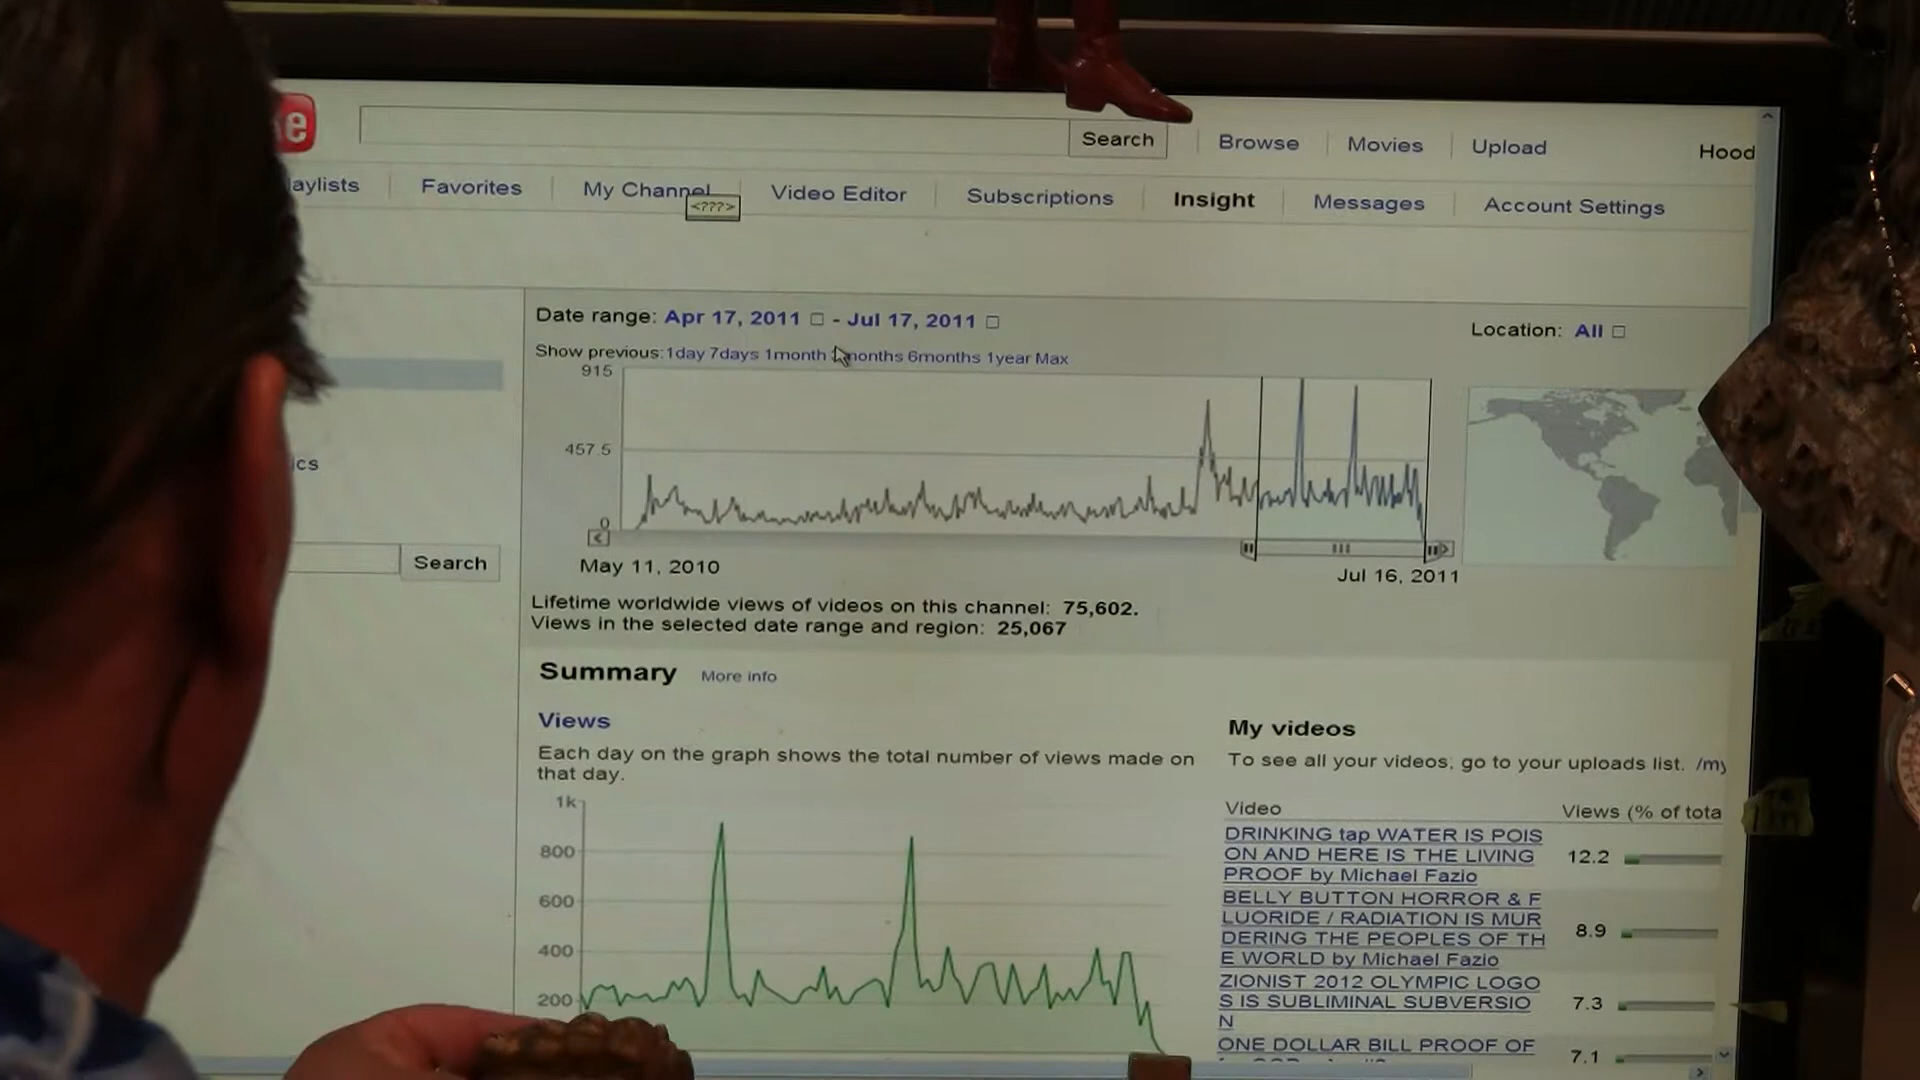 e
Search
Browse
Movies
Upload
Hood
aylists
Favorites
My Channel
Video Editor
Subscriptions
Insight
Messages
Account Settings
<???>
Date range: Apr 17, 2011 - Jul 17, 2011
Location: All
Show previous: 1day 7days 1month months 6months 1year Max
915
457.5
0
cs
Search
May 11, 2010
Jul 16, 2011
Lifetime worldwide views of videos on this channel: 75,602.
Views in the selected date range and region: 25,067
Summary More info
Views
Each day on the graph shows the total number of views made on
that day.
1k
800
600
400
200
My videos
To see all your videos, go to your uploads list. /my
Video
Views (% of tota
DRINKING tap WATER IS POIS
ON AND HERE IS THE LIVING
PROOF by Michael Fazio
12.2
BELLY BUTTON HORROR & F
LUORIDE / RADIATION IS MUR
DERING THE PEOPLES OF TH
E WORLD by Michael Fazio
8.9
ZIONIST 2012 OLYMPIC LOGO
S IS SUBLIMINAL SUBVERSIO
N
7.3
ONE DOLLAR BILL PROOF OF
7.1